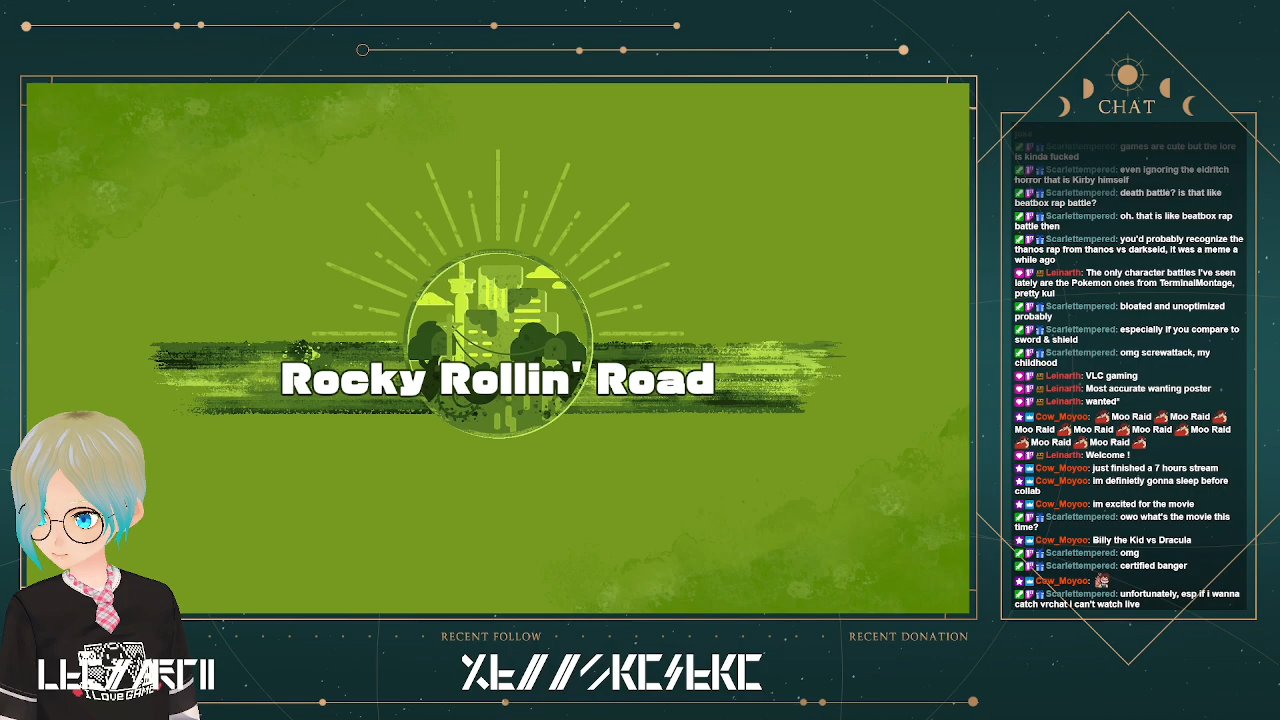 CHAT
joke
Scarlettempered: games are cute but the lore
is kinda fucked
Scarlettempered: even ignoring the eldritch
horror that is Kirby himself
Scarlettempered: death battle? is that like
beatbox rap battle?
Scarlettempered: oh. that is like beatbox rap
battle then
Scarlettempered: you'd probably recognize the
thanos rap from thanos vs darkseid, it was a meme a
while ago
Leinarth: The only character battles I've seen
lately are the Pokemon ones from TerminalMontage,
pretty kul
Scarlettempered: bloated and unoptimized
probably
Scarlettempered: especially if you compare to
sword & shield
Scarlettempered: omg screwattack, my
childhood
Leinarth: VLC gaming
Leinarth: Most accurate wanting poster
Leinarth: wanted*
Cow_Moyoo: Moo Raid Moo Raid
Moo Raid Moo Raid Moo Raid Moo Raid
Moo Raid Moo Raid
Leinarth: Welcome !
Cow_Moyoo: just finished a 7 hours stream
Cow_Moyoo: im definietly gonna sleep before
collab
Cow_Moyoo: im excited for the movie
Scarlettempered: owo what's the movie this
time?
Cow_Moyoo: Billy the Kid vs Dracula
Scarlettempered: omg
Scarlettempered: certified banger
Cow_Moyoo:
Scarlettempered: unfortunately, esp if i wanna
catch vrchat I can't watch live
Rocky Rollin' Road
RECENT FOLLOW
RECENT DONATION
I LOVE GAME